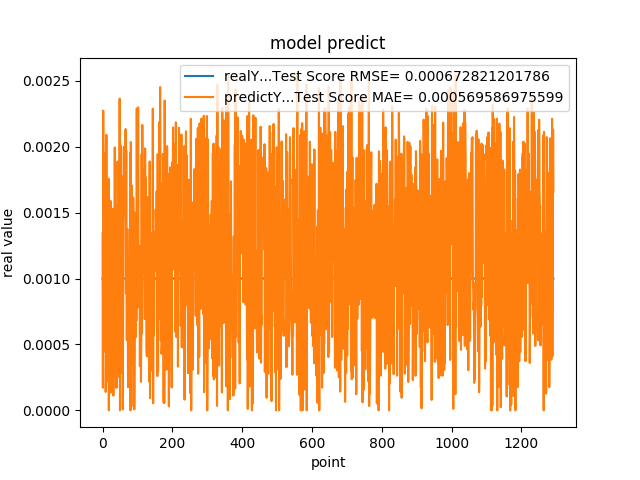 model predict
realY...Test Score RMSE= 0.000672821201786
predictY...Test Score MAE= 0.000569586975599
0.0025
0.0020
0.0015
0.0010
0.0005
0.0000
real value
0 200 400 600 800 1000 1200
point